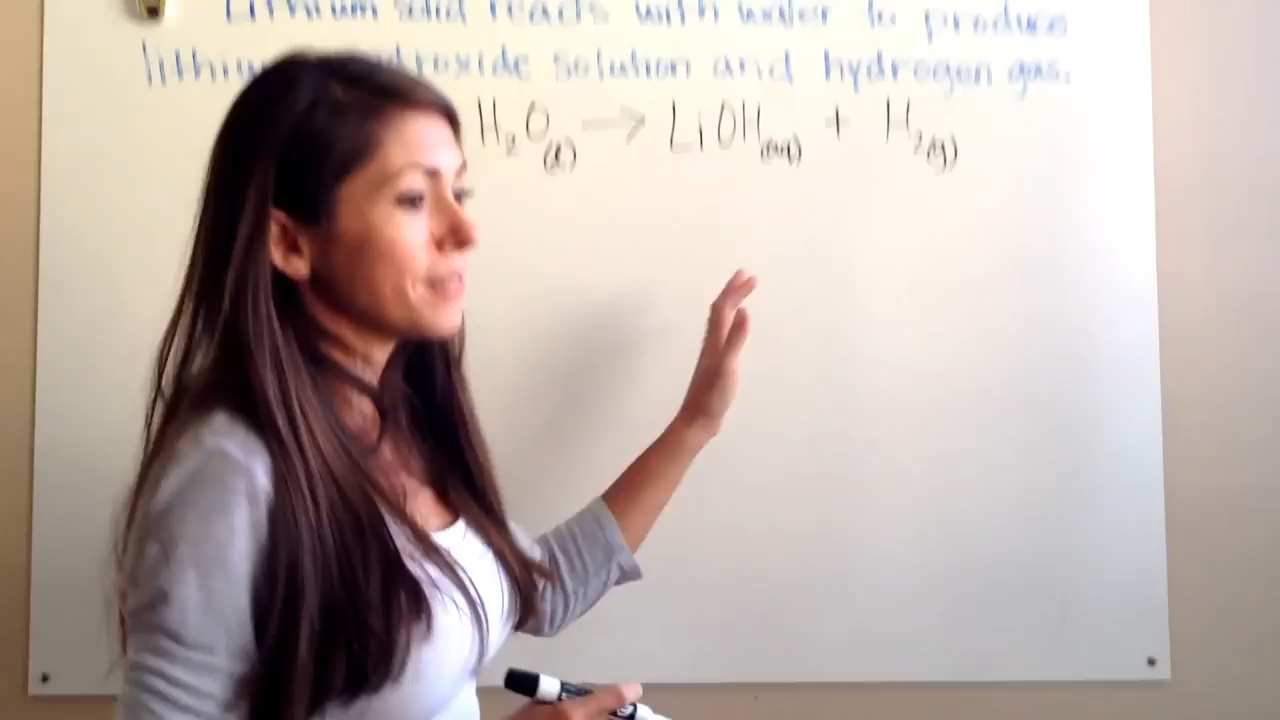 Lithium solid reacts with water to produce
lithium hydroxide solution and hydrogen gas.
H₂O(l) → LiOH(aq) + H₂(g)